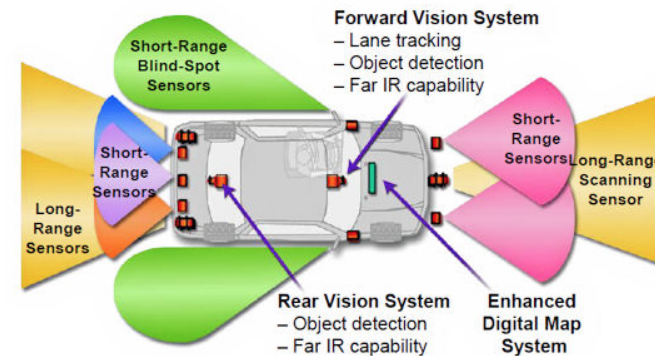 Forward Vision System
– Lane tracking
– Object detection
– Far IR capability
Short-Range
Blind-Spot
Sensors
Short-
Range
Sensors
Long-
Range
Sensors
Short-
Range
Sensors
Long-Range
Scanning
Sensor
Rear Vision System
– Object detection
– Far IR capability
Enhanced
Digital Map
System